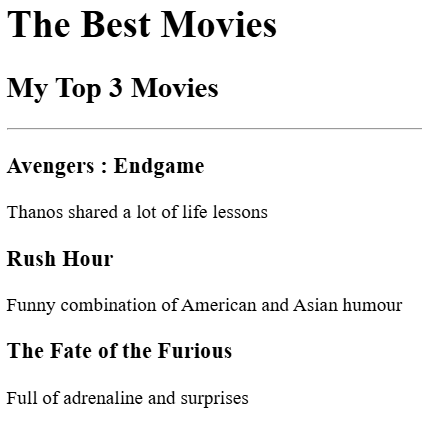 The Best Movies
My Top 3 Movies
Avengers : Endgame
Thanos shared a lot of life lessons
Rush Hour
Funny combination of American and Asian humour
The Fate of the Furious
Full of adrenaline and surprises